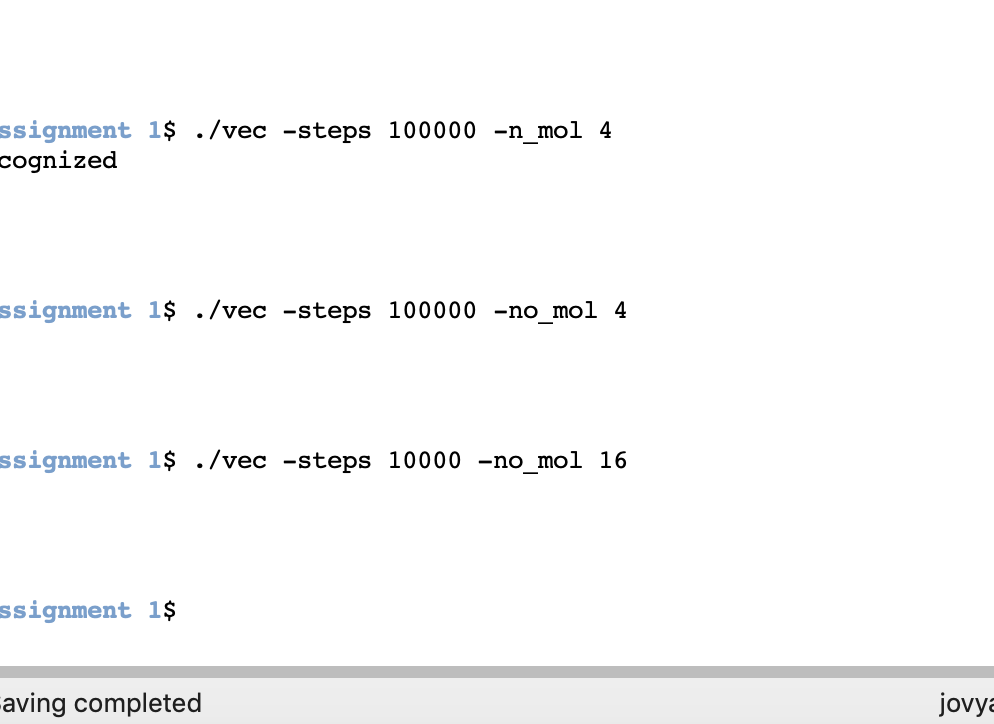 ssignment 1$ ./vec -steps 100000 -n_mol 4
cognized
ssignment 1$ ./vec -steps 100000 -no_mol 4
ssignment 1$ ./vec -steps 10000 -no_mol 16
ssignment 1$
Saving completed jovya